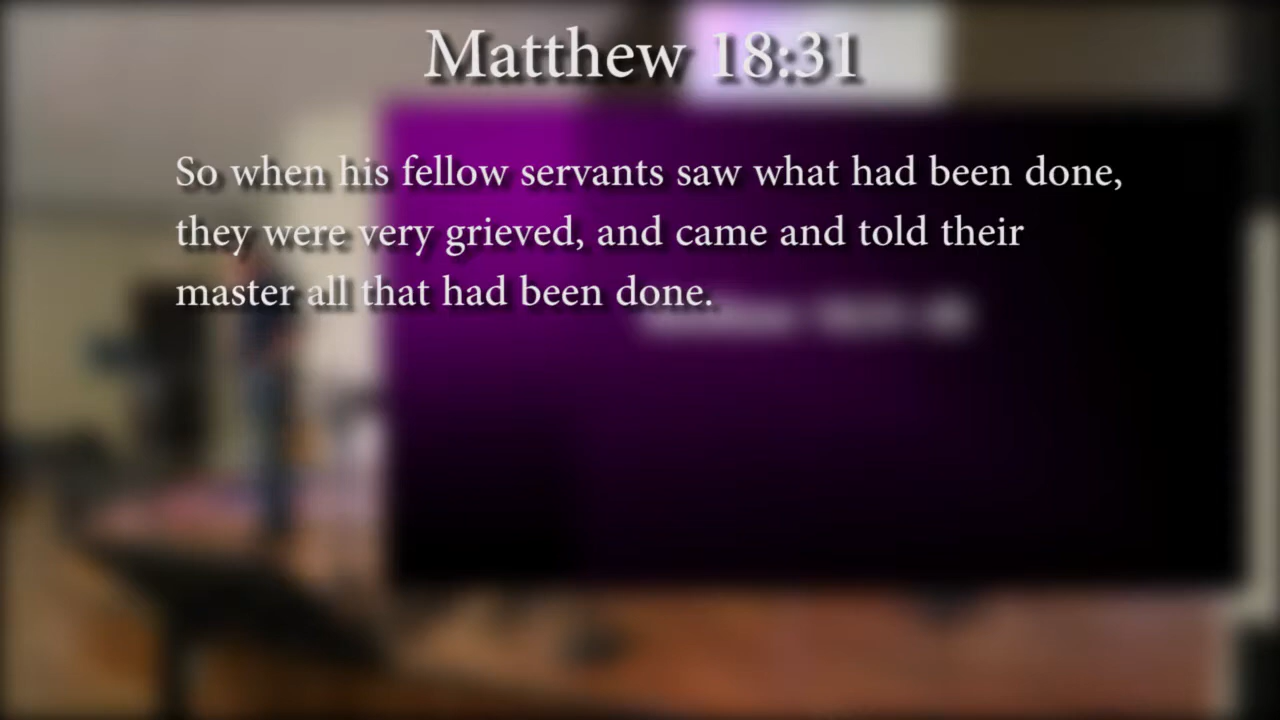 Matthew 18:31
So when his fellow servants saw what had been done,
they were very grieved, and came and told their
master all that had been done.